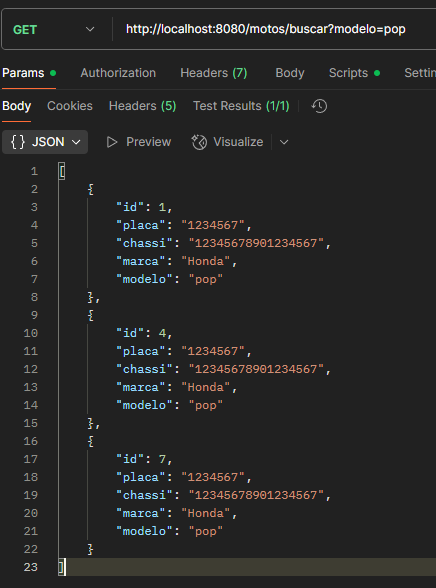 GET http://localhost:8080/motos/buscar?modelo=pop
Params Authorization Headers (7) Body Scripts
Body Cookies Headers (5) Test Results (1/1)
{ } JSON Preview Visualize
1 [
2 {
3 "id": 1,
4 "placa": "1234567",
5 "chassi": "12345678901234567",
6 "marca": "Honda",
7 "modelo": "pop"
8 },
9 {
10 "id": 4,
11 "placa": "1234567",
12 "chassi": "12345678901234567",
13 "marca": "Honda",
14 "modelo": "pop"
15 },
16 {
17 "id": 7,
18 "placa": "1234567",
19 "chassi": "12345678901234567",
20 "marca": "Honda",
21 "modelo": "pop"
22 }
23 ]